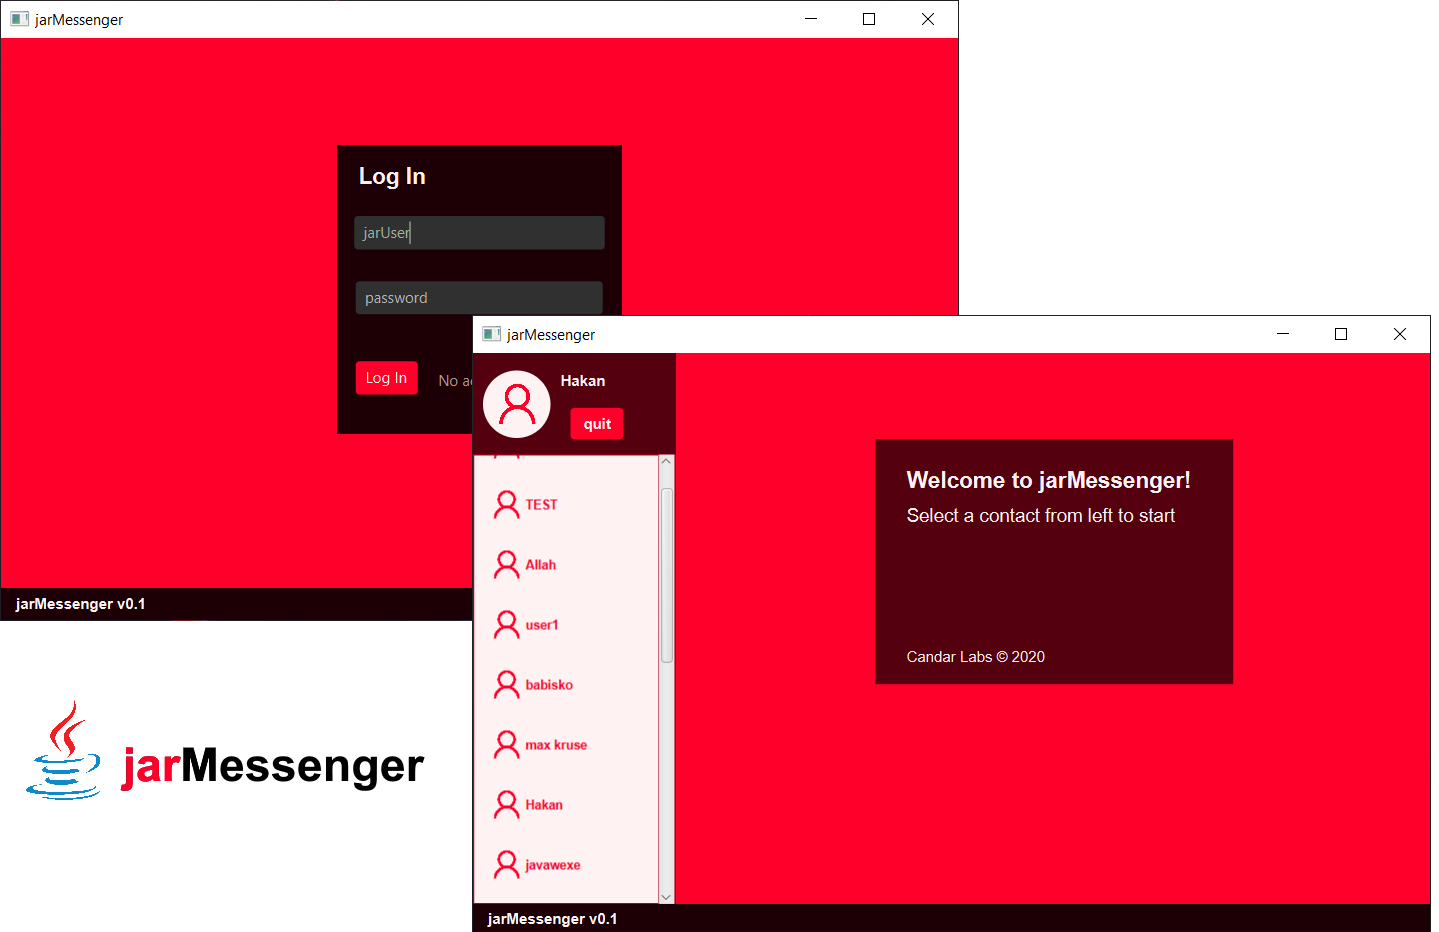 jarMessenger
Log In
jarUser
password
Log In
No a
jarMessenger v0.1
jarMessenger
Hakan
quit
TEST
Allah
user1
babisko
max kruse
Hakan
javawexe
Welcome to jarMessenger!
Select a contact from left to start
Candar Labs © 2020
jarMessenger v0.1
jarMessenger